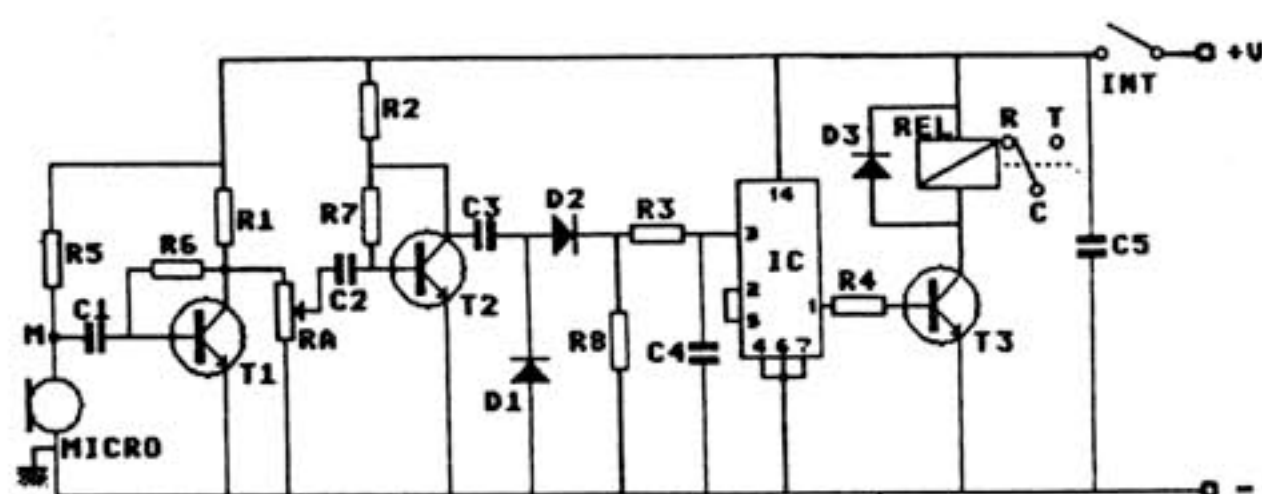 +V
INT
R2
D3
REL
R
T
14
R1
R7
C3
D2
R3
C
R5
R6
3
IC
C5
C1
C2
T2
2
R4
M
RA
5
1
T1
R8
C4
4 6 7
T3
D1
MICRO
-